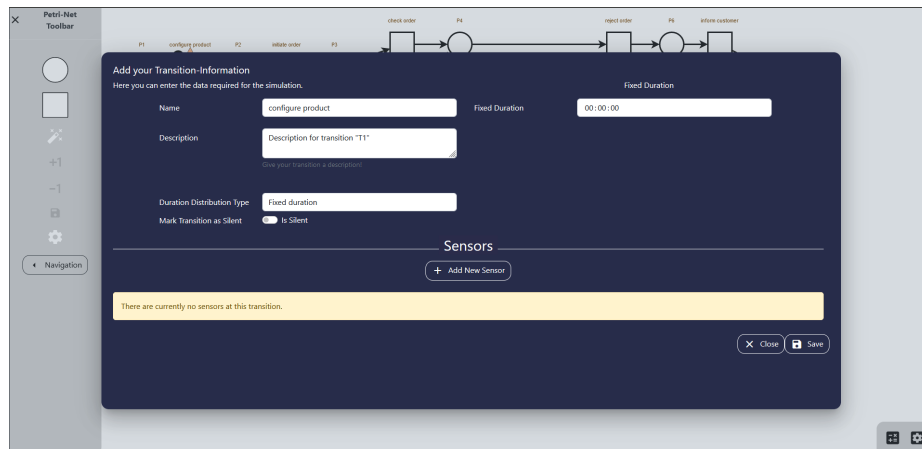 Petri-Net
Toolbar
check order
P4
reject order
P6
inform customer
P1
configure product
P2
initiate order
P3
+1
−1
Navigation
Add your Transition-Information
Here you can enter the data required for the simulation.
Fixed Duration
Name
configure product
Fixed Duration
00:00:00
Description
Description for transition "T1"
Give your transition a description!
Duration Distribution Type
Fixed duration
Mark Transition as Silent
Is Silent
Sensors
+ Add New Sensor
There are currently no sensors at this transition.
Close
Save